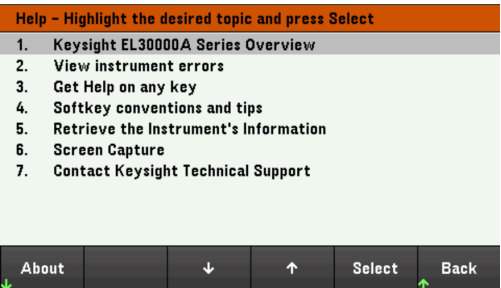 Help - Highlight the desired topic and press Select
1. Keysight EL30000A Series Overview
2. View instrument errors
3. Get Help on any key
4. Softkey conventions and tips
5. Retrieve the Instrument's Information
6. Screen Capture
7. Contact Keysight Technical Support
About ↓ ↑ Select Back